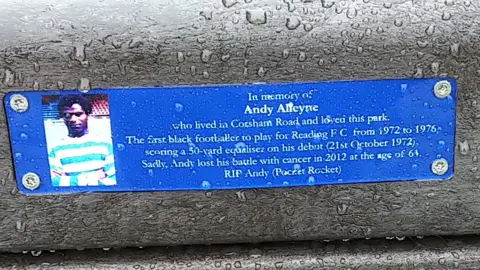 In memory of
Andy Alleyne
who lived in Corsham Road and loved this park.
The first black footballer to play for Reading F C from 1972 to 1976
scoring a 30-yard equaliser on his debut (21st October 1972)
Sadly, Andy lost his battle with cancer in 2012 at the age of 64.
RIP Andy (Pocket Rocket)